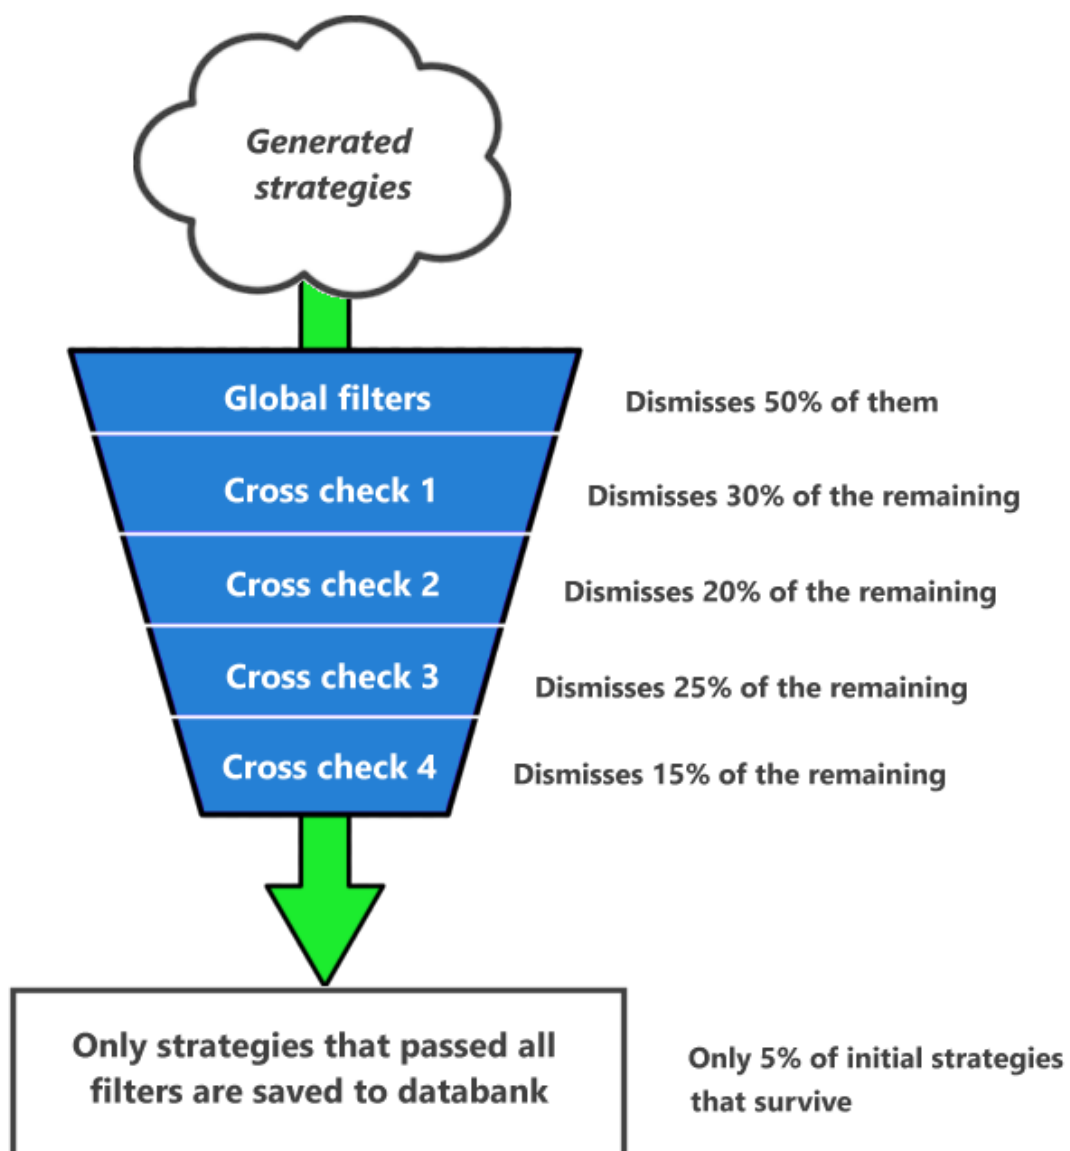 Generated
strategies
Global filters
Dismisses 50% of them
Cross check 1
Dismisses 30% of the remaining
Cross check 2
Dismisses 20% of the remaining
Cross check 3
Dismisses 25% of the remaining
Cross check 4
Dismisses 15% of the remaining
Only strategies that passed all
filters are saved to databank
Only 5% of initial strategies
that survive